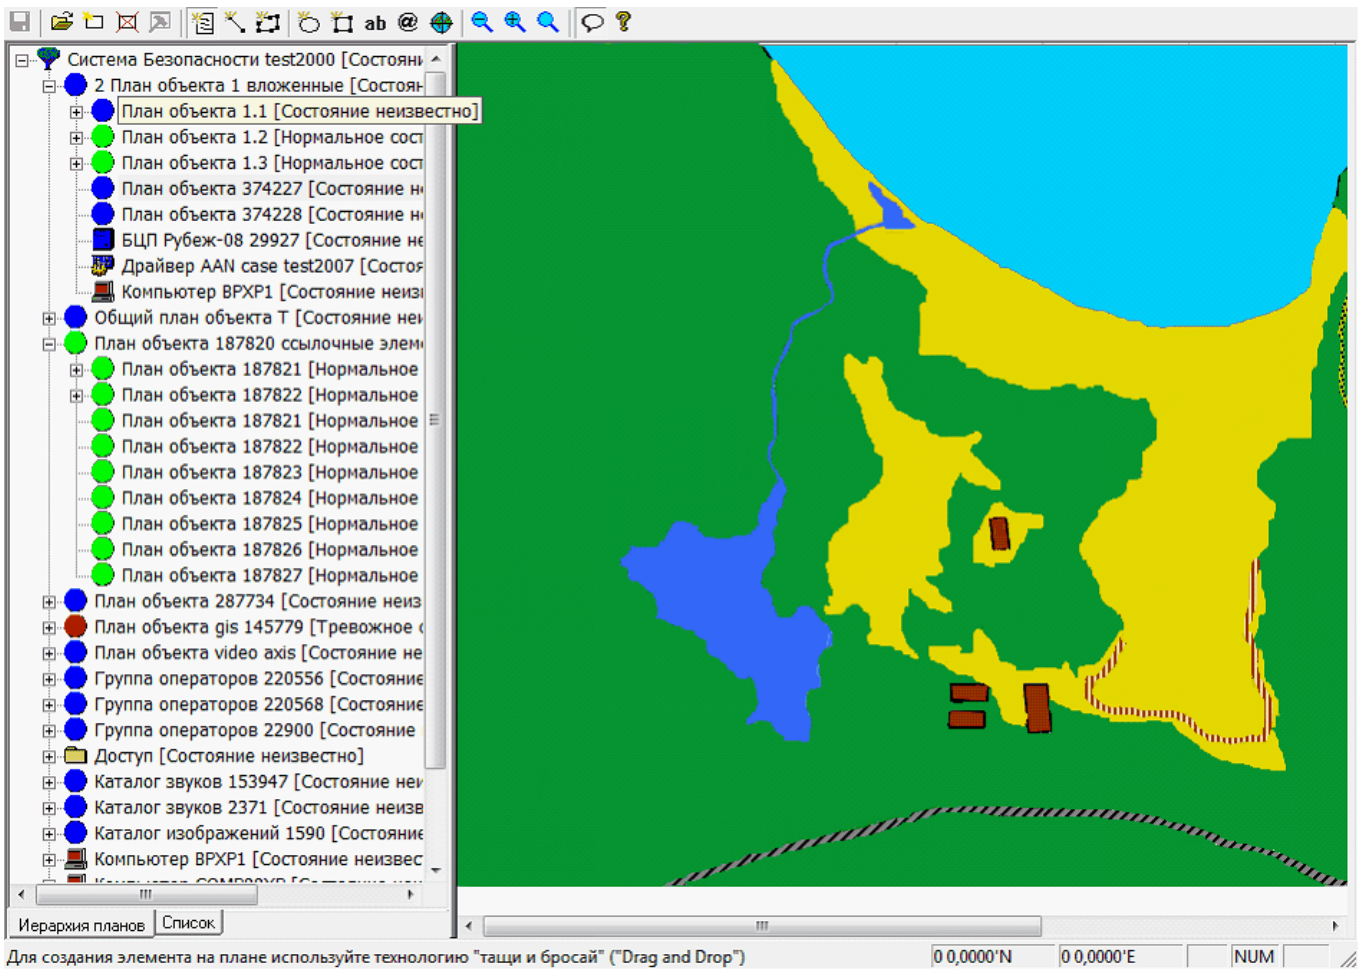 ab @ ?
Система Безопасности test2000 [Состояни
2 План объекта 1 вложенные [Состоян
План объекта 1.1 [Состояние неизвестно]
План объекта 1.2 [Нормальное сост
План объекта 1.3 [Нормальное сост
План объекта 374227 [Состояние не
План объекта 374228 [Состояние не
БЦП Рубеж-08 29927 [Состояние не
Драйвер AAN case test2007 [Состоя
Компьютер BPXP1 [Состояние неизв
Общий план объекта Т [Состояние неи
План объекта 187820 ссылочные элем
План объекта 187821 [Нормальное
План объекта 187822 [Нормальное
План объекта 187821 [Нормальное
План объекта 187822 [Нормальное
План объекта 187823 [Нормальное
План объекта 187824 [Нормальное
План объекта 187825 [Нормальное
План объекта 187826 [Нормальное
План объекта 187827 [Нормальное
План объекта 287734 [Состояние неиз
План объекта gis 145779 [Тревожное с
План объекта video axis [Состояние не
Группа операторов 220556 [Состояние
Группа операторов 220568 [Состояние
Группа операторов 22900 [Состояние
Доступ [Состояние неизвестно]
Каталог звуков 153947 [Состояние неи
Каталог звуков 2371 [Состояние неизв
Каталог изображений 1590 [Состояние
Компьютер BPXP1 [Состояние неизвес
Иерархия планов Список
Для создания элемента на плане используйте технологию "тащи и бросай" ("Drag and Drop") 0 0,0000'N 0 0,0000'E NUM